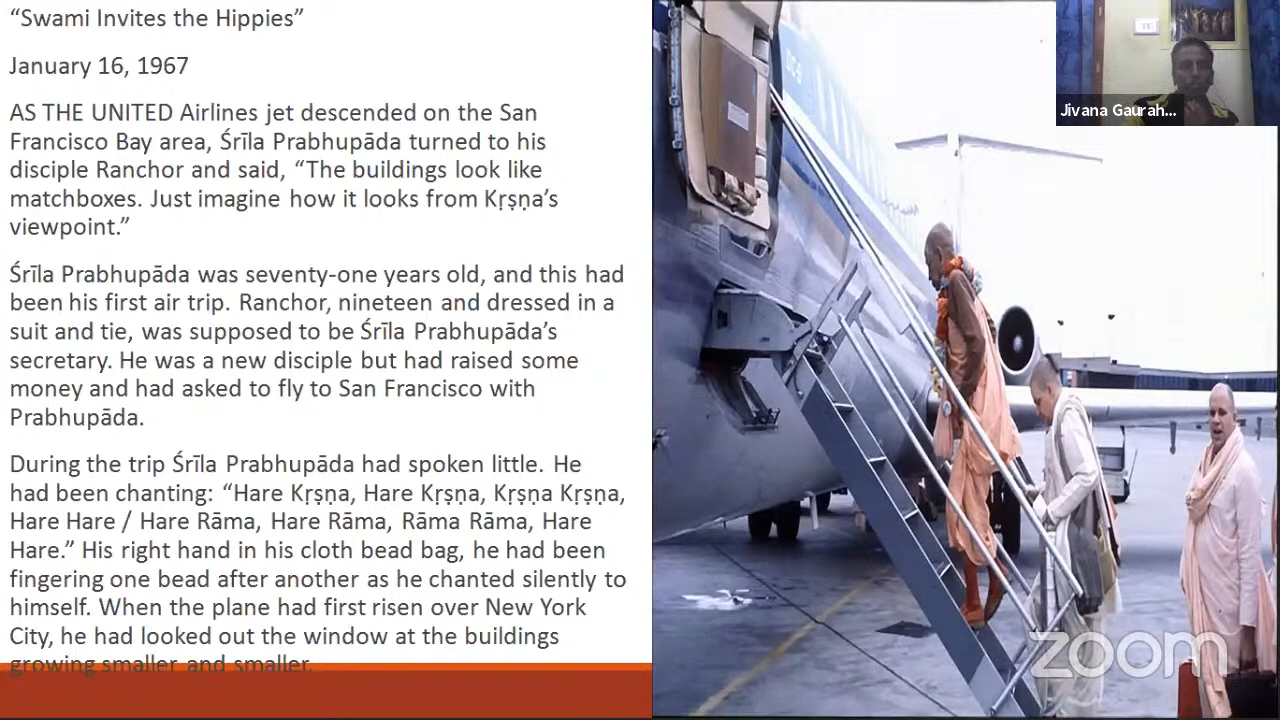 “Swami Invites the Hippies”
January 16, 1967
AS THE UNITED Airlines jet descended on the San
Francisco Bay area, Śrīla Prabhupāda turned to his
disciple Ranchor and said, “The buildings look like
matchboxes. Just imagine how it looks from Kṛṣṇa’s
viewpoint.”
Śrīla Prabhupāda was seventy-one years old, and this had
been his first air trip. Ranchor, nineteen and dressed in a
suit and tie, was supposed to be Śrīla Prabhupāda’s
secretary. He was a new disciple but had raised some
money and had asked to fly to San Francisco with
Prabhupāda.
During the trip Śrīla Prabhupāda had spoken little. He
had been chanting: “Hare Kṛṣṇa, Hare Kṛṣṇa, Kṛṣṇa Kṛṣṇa,
Hare Hare / Hare Rāma, Hare Rāma, Rāma Rāma, Hare
Hare.” His right hand in his cloth bead bag, he had been
fingering one bead after another as he chanted silently to
himself. When the plane had first risen over New York
City, he had looked out the window at the buildings
growing smaller and smaller.
Jivana Gaurah...
zoom